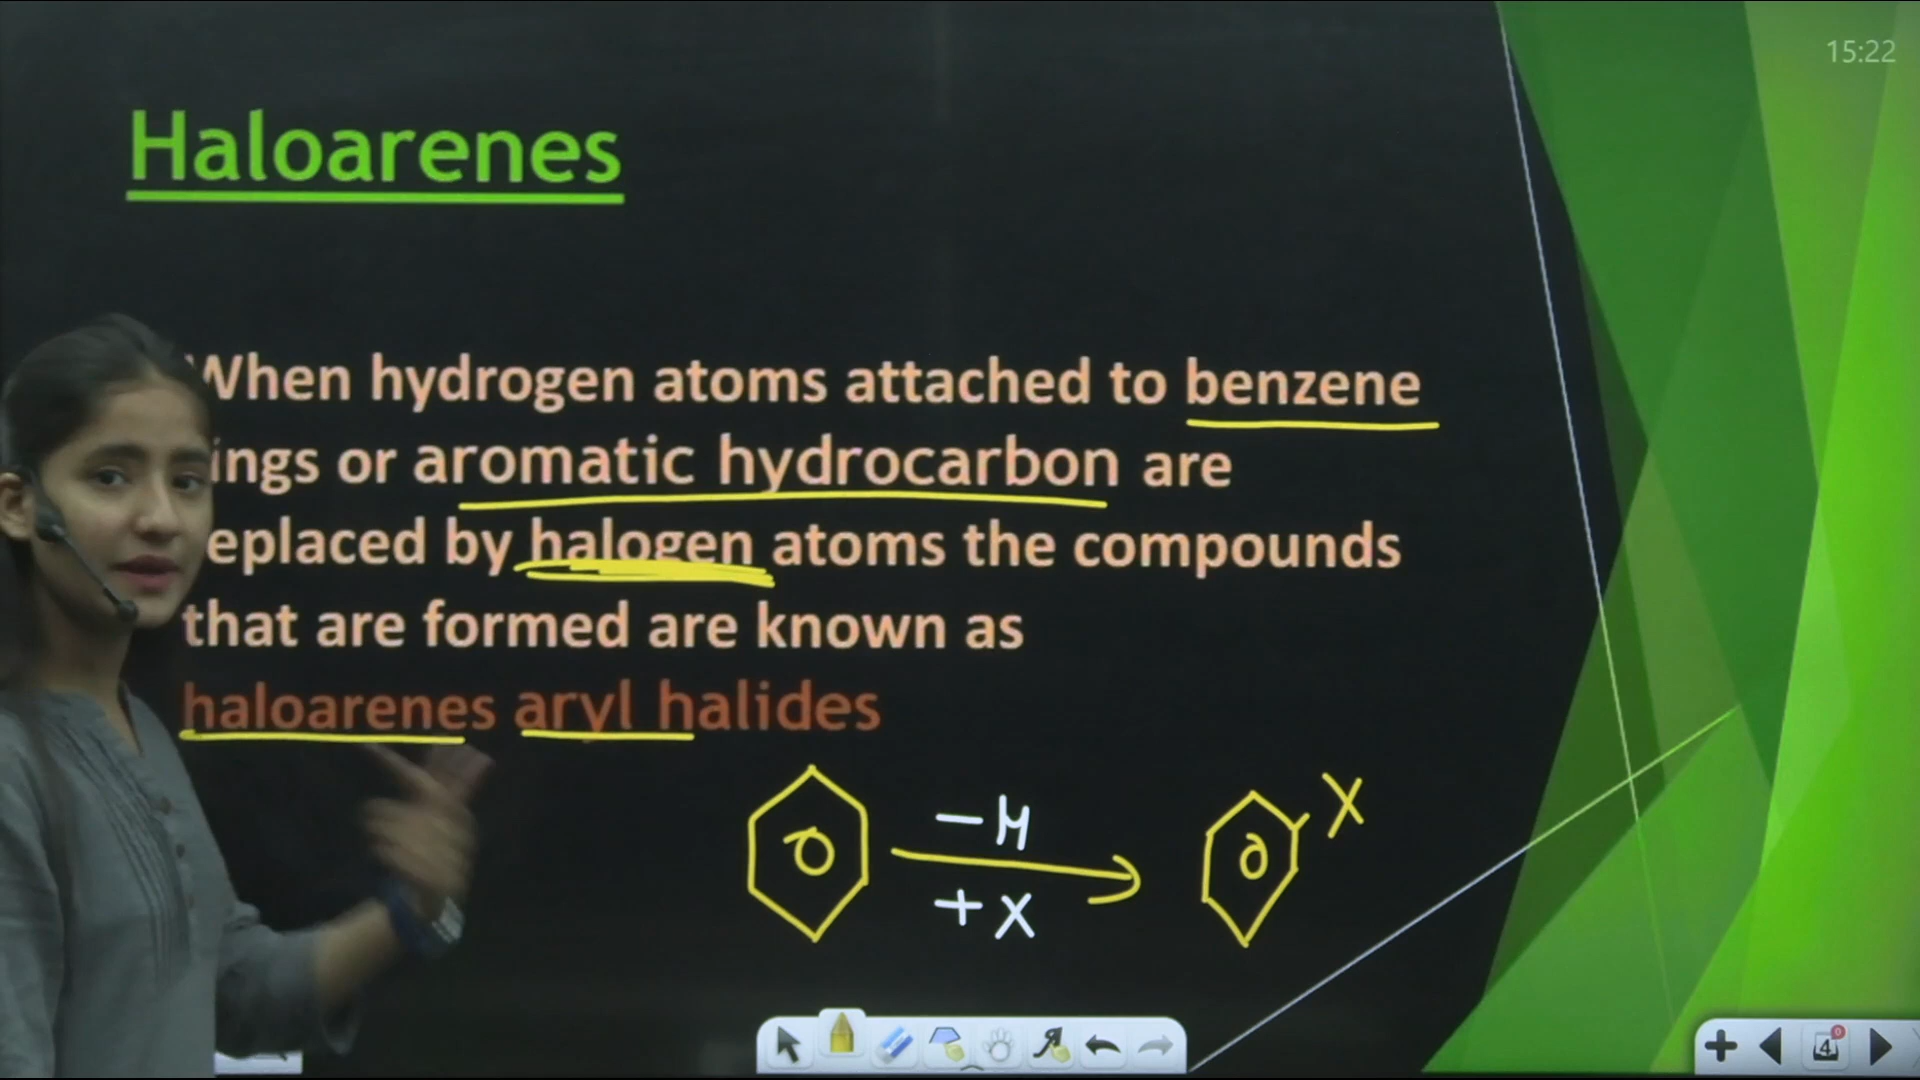 15:22
Haloarenes
When hydrogen atoms attached to benzene
ings or aromatic hydrocarbon are
eplaced by halogen atoms the compounds
that are formed are known as
haloarenes aryl halides
– H
+ X
X
4